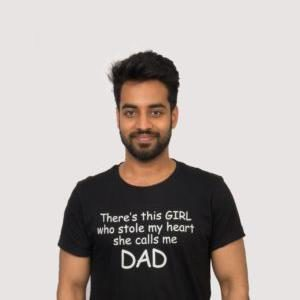 There's this GIRL
who stole my heart
she calls me
DAD